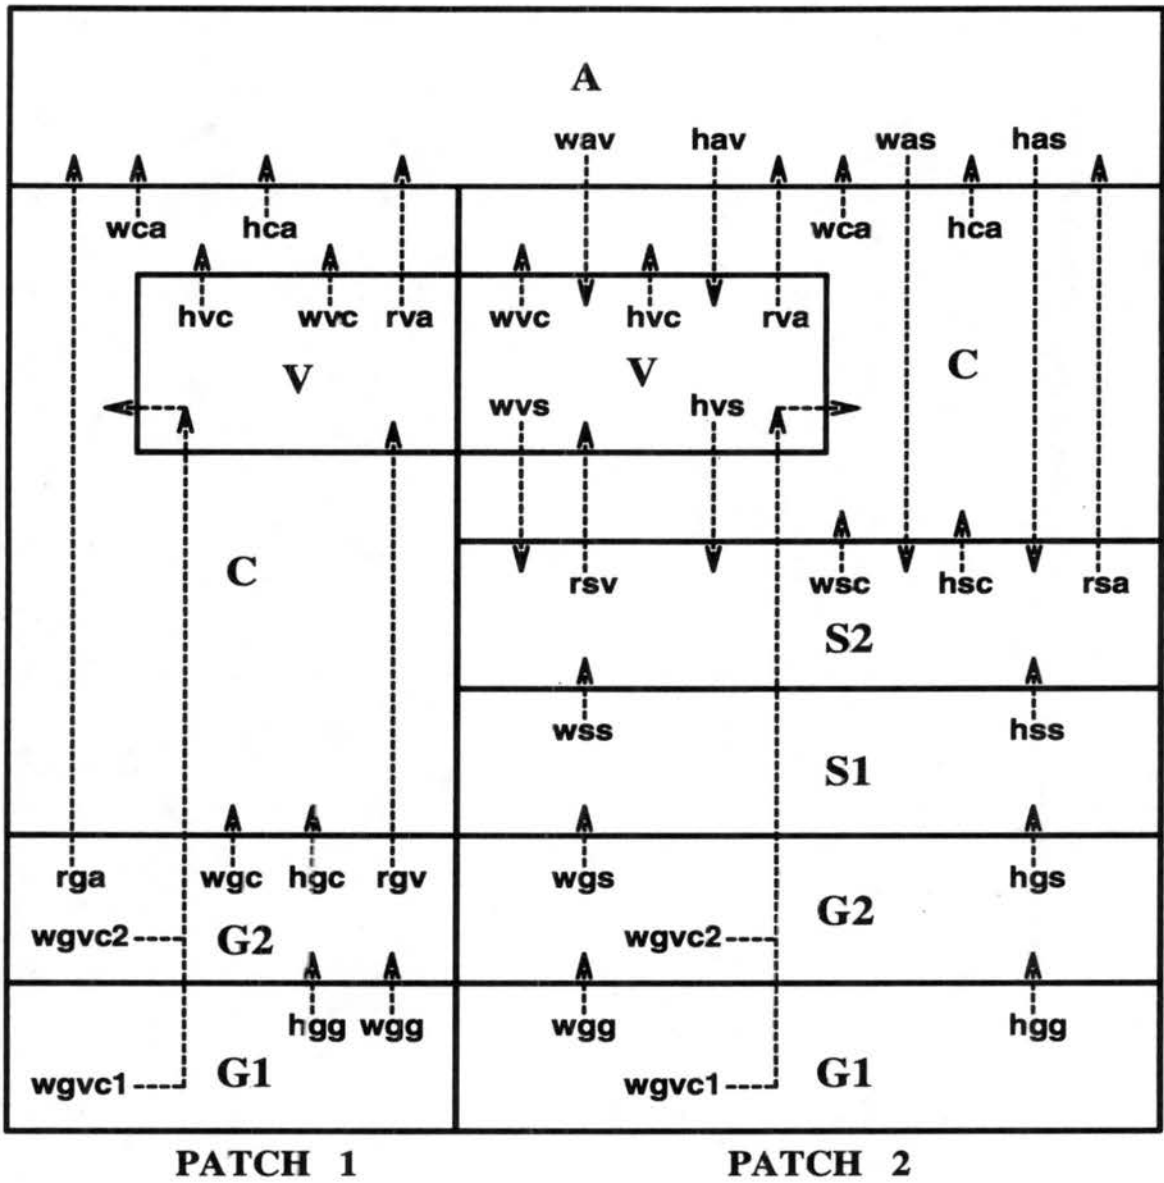 A
wav hav was has
wca hca wca hca
hvc wvc rva wvc hvc rva
V V C
wvs hvs
C rsv wsc hsc rsa
S2
wss hss
S1
rga wgc hgc rgv wgs hgs
wgvc2 G2 wgvc2 G2
hgg wgg wgg hgg
wgvc1 G1 wgvc1 G1
PATCH 1 PATCH 2